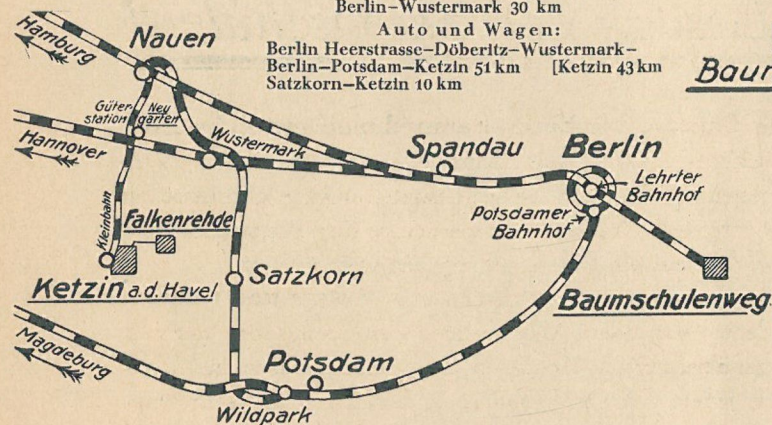 Berlin–Wustermark 30 km
Auto und Wagen:
Berlin Heerstrasse–Döberitz–Wustermark–
Berlin–Potsdam–Ketzin 51 km [Ketzin 43 km
Satzkorn–Ketzin 10 km
Baum
Hamburg
Nauen
Güter-
station
Neu
garten
Hannover
Wustermark
Spandau
Berlin
Lehrter
Bahnhof
Potsdamer
Bahnhof
Kleinbahn
Falkenrehde
Ketzin a.d. Havel
Satzkorn
Baumschulenweg
Magdeburg
Potsdam
Wildpark